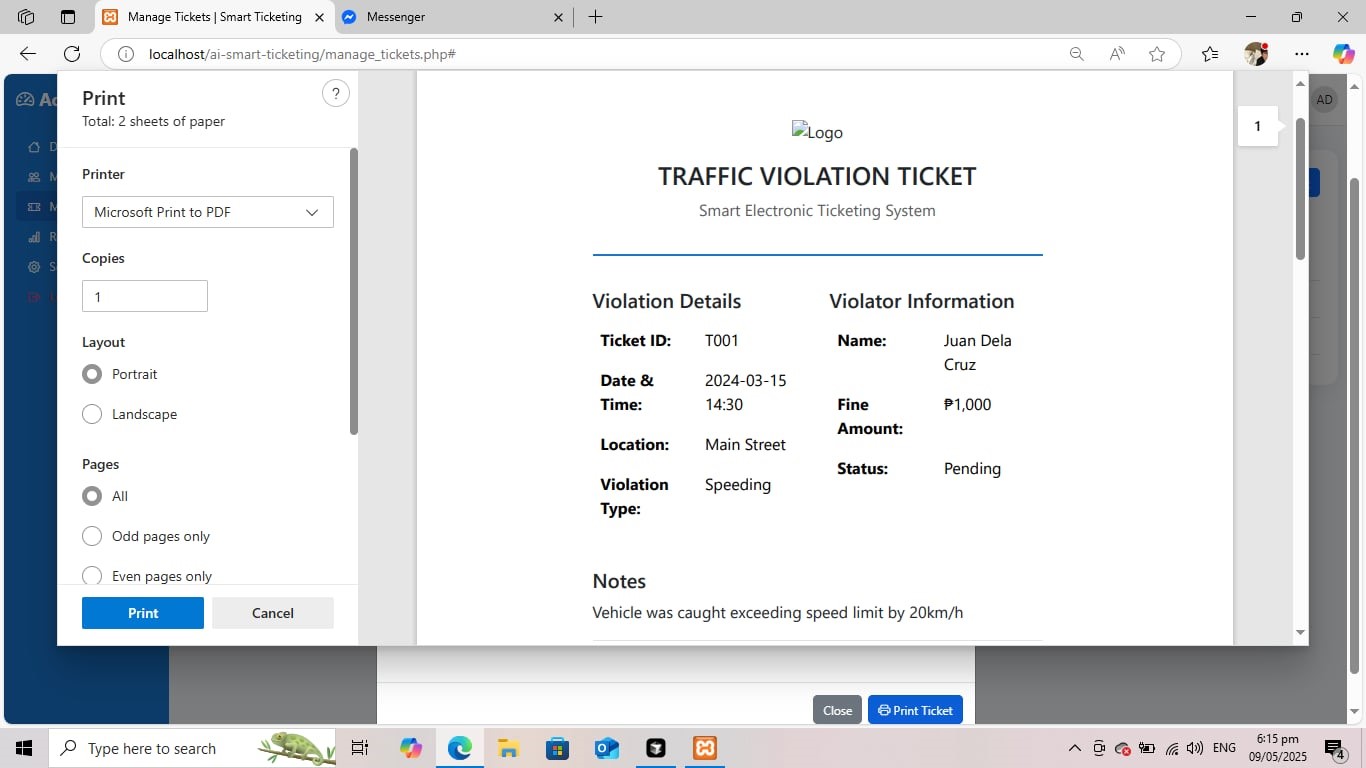 Manage Tickets | Smart Ticketing
Messenger
localhost/ai-smart-ticketing/manage_tickets.php#
AD
Print
?
Total: 2 sheets of paper
Printer
Microsoft Print to PDF
Copies
1
Layout
Portrait
Landscape
Pages
All
Odd pages only
Even pages only
Print Cancel
1
Logo
TRAFFIC VIOLATION TICKET
Smart Electronic Ticketing System
Violation Details
Ticket ID: T001
Date & Time: 2024-03-15 14:30
Location: Main Street
Violation Type: Speeding
Violator Information
Name: Juan Dela Cruz
Fine Amount: ₱1,000
Status: Pending
Notes
Vehicle was caught exceeding speed limit by 20km/h
Close Print Ticket
Type here to search
ENG
6:15 pm
09/05/2025
4